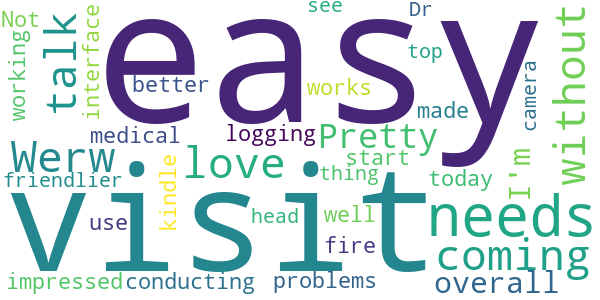 see
Dr
Not
easy
talk
interface
working
top
without
better
works
camera
made
medical
logging
Pretty
Werw
love
start
I'm
friendlier
kindle
thing
today
visit
needs
use
head
well
fire
coming
impressed
conducting
problems
overall